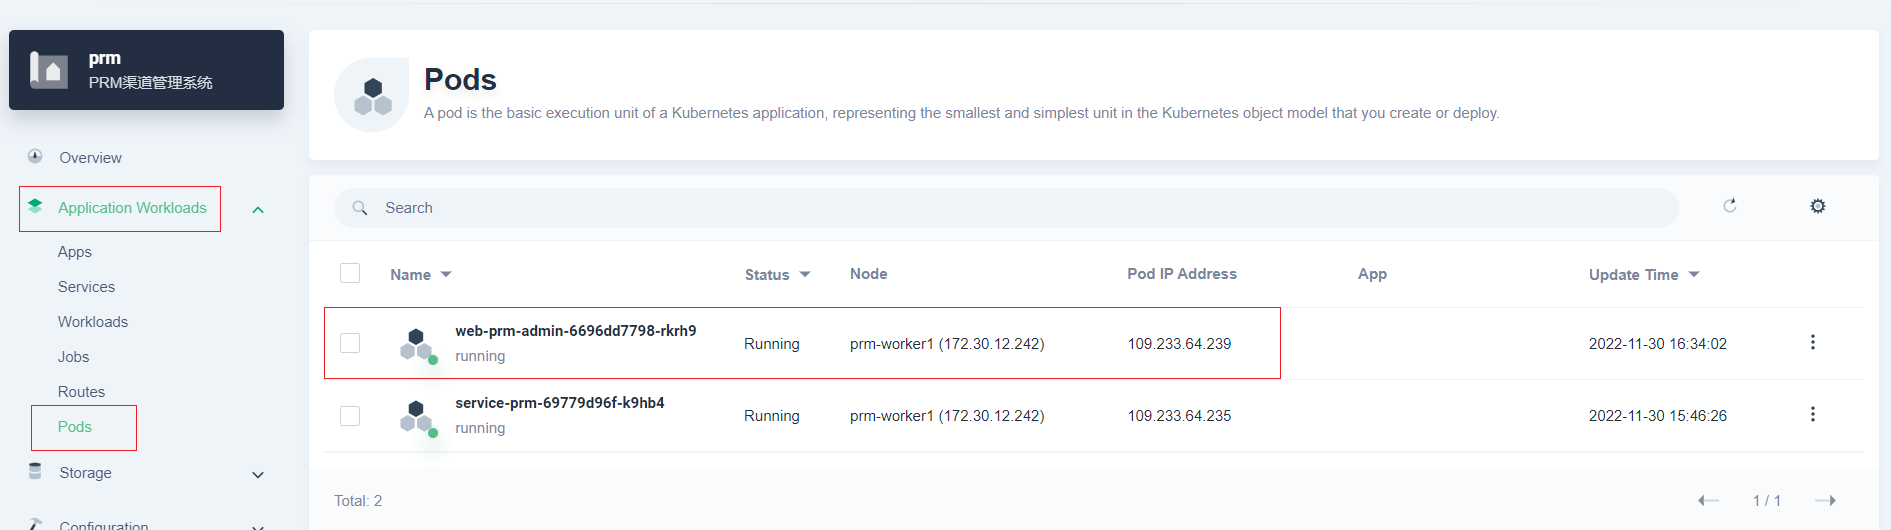 prm
PRM渠道管理系统
Overview
Application Workloads
Apps
Services
Workloads
Jobs
Routes
Pods
Storage
Configuration
Pods
A pod is the basic execution unit of a Kubernetes application, representing the smallest and simplest unit in the Kubernetes object model that you create or deploy.
Search
Name Status Node Pod IP Address App Update Time
web-prm-admin-6696dd7798-rkrh9
running
Running prm-worker1 (172.30.12.242) 109.233.64.239 2022-11-30 16:34:02
service-prm-69779d96f-k9hb4
running
Running prm-worker1 (172.30.12.242) 109.233.64.235 2022-11-30 15:46:26
Total: 2 1 / 1